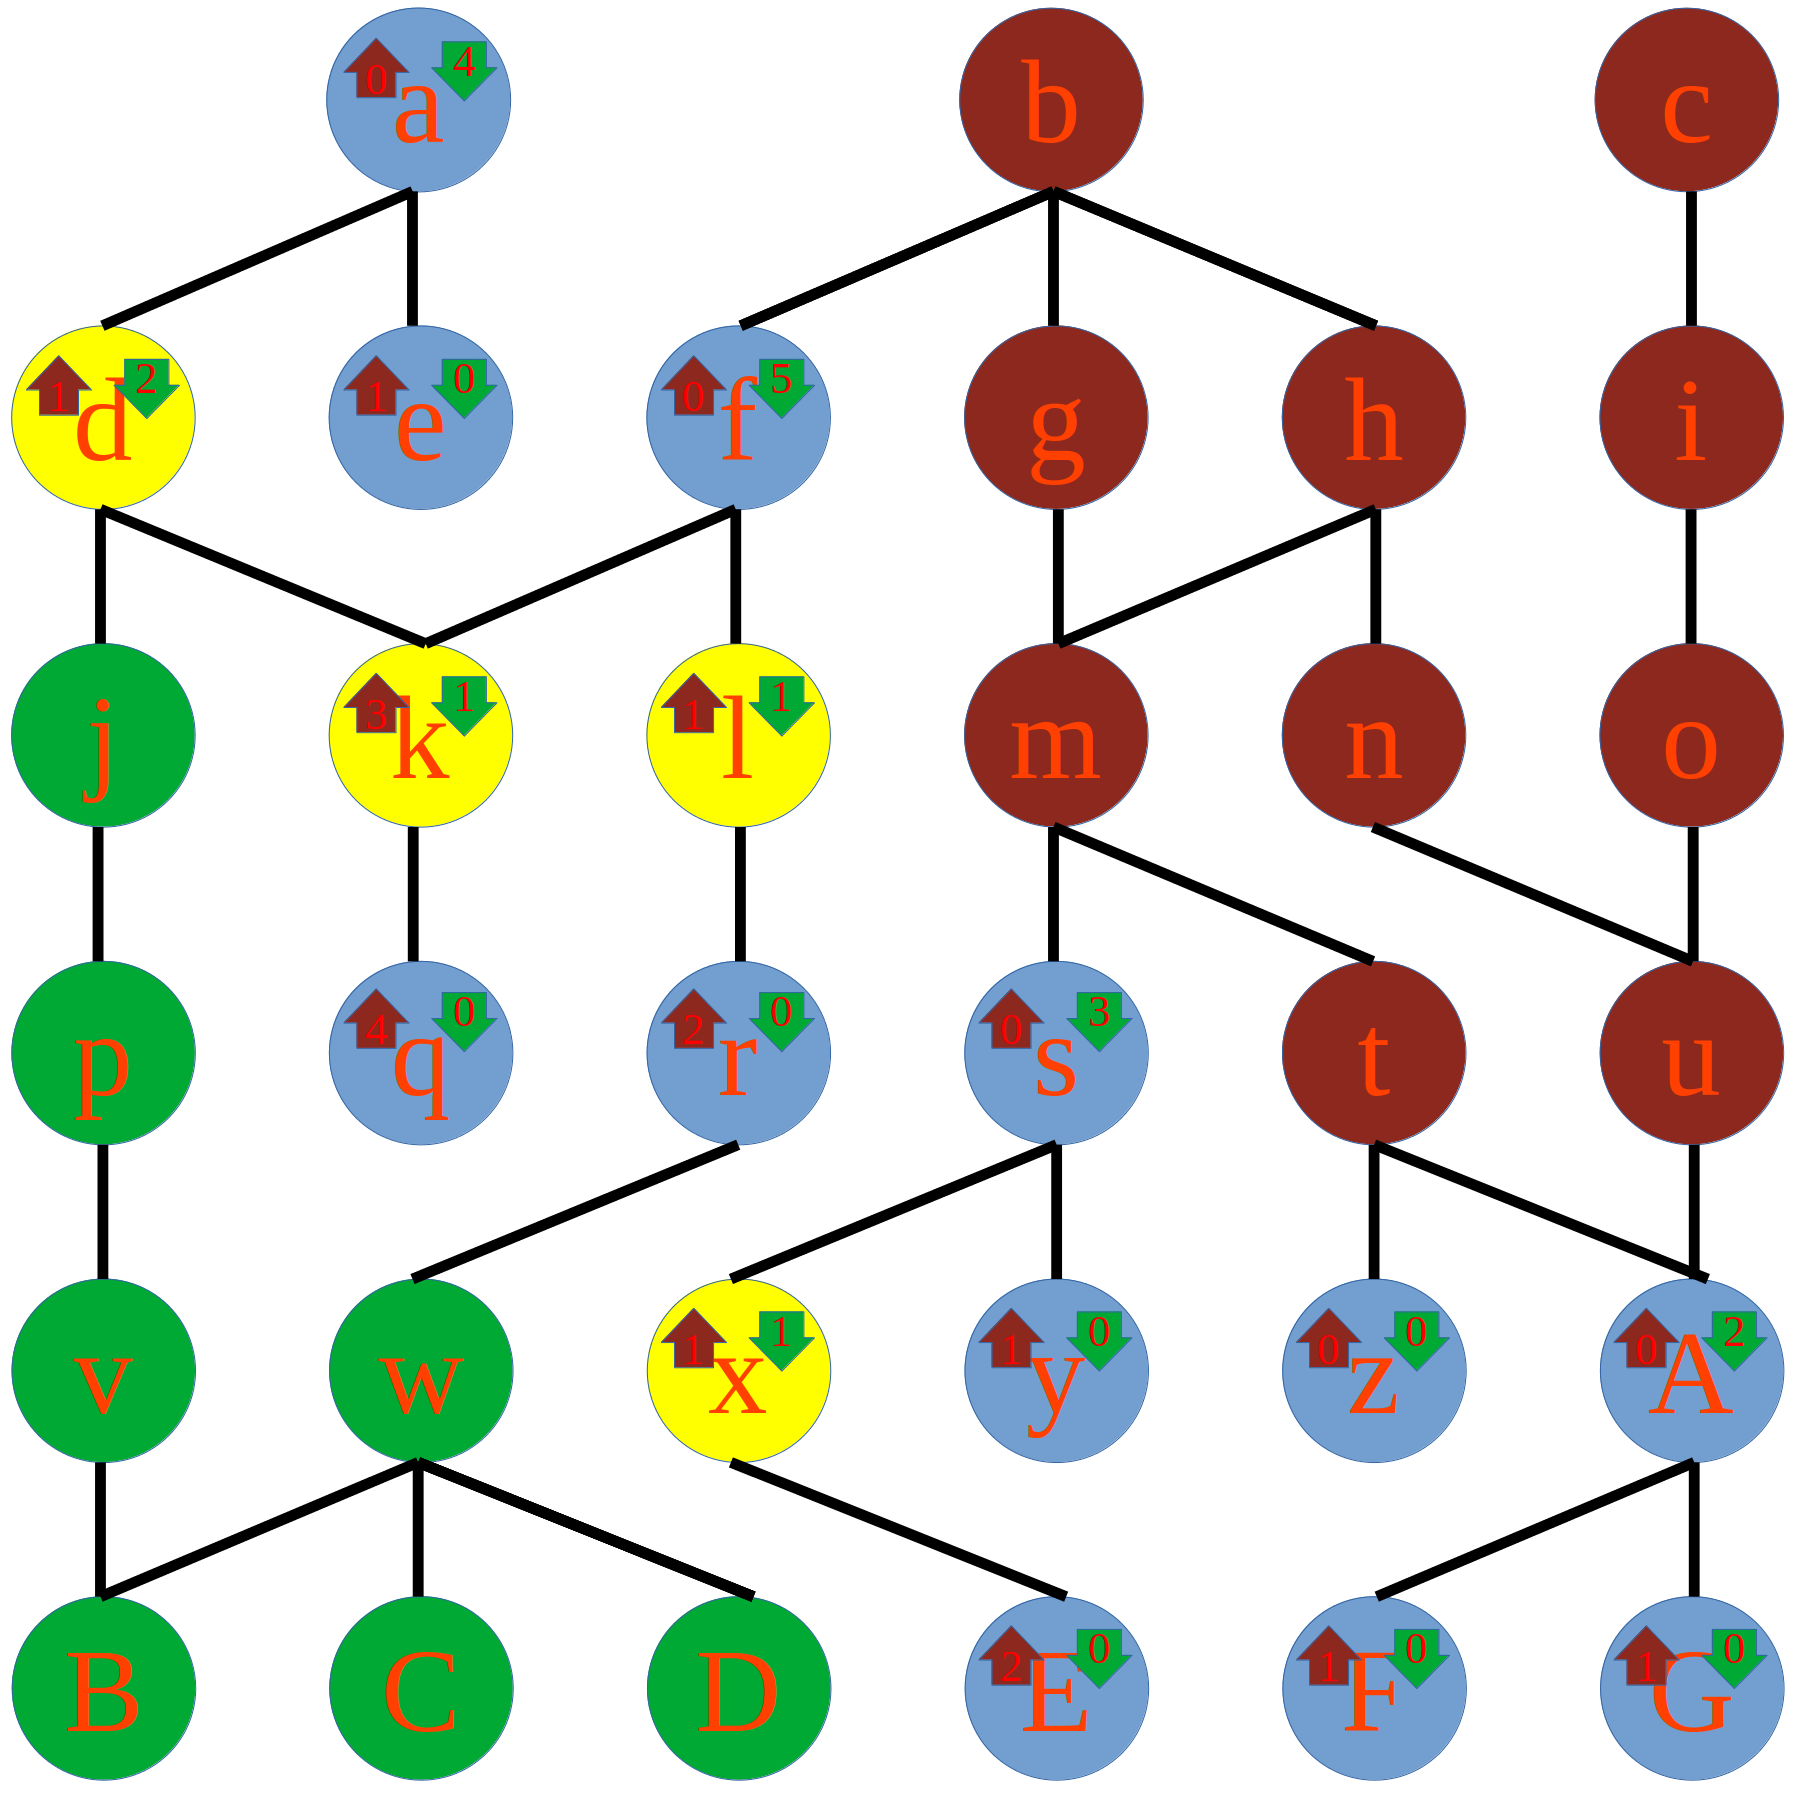 0 a 4 b c
1 d 2 1 e 0 0 f 5 g h i
j 3 k 1 1 l 1 m n o
p 4 q 0 2 r 0 0 s 3 t u
v w 1 x 1 1 y 0 0 z 0 0 A 2
B C D 2 E 0 1 F 0 1 G 0